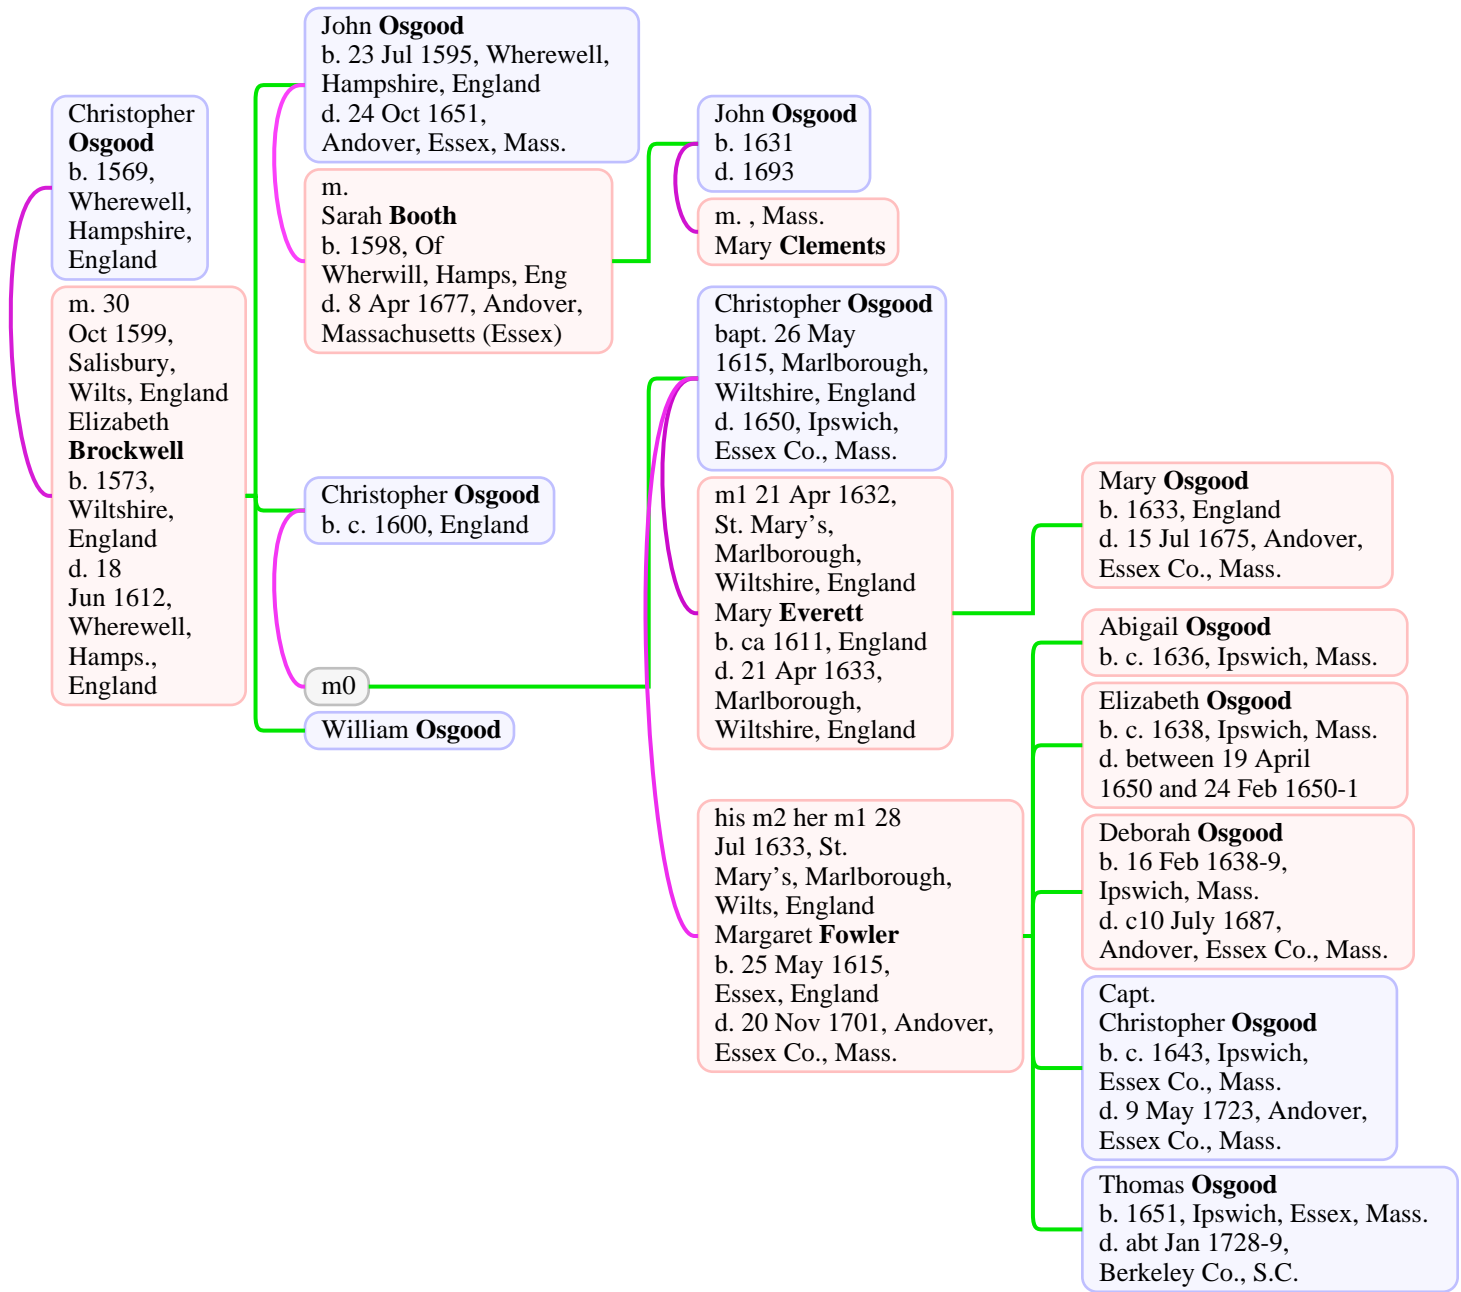 Christopher
Osgood
b. 1569,
Wherewell,
Hampshire,
England
m. 30
Oct 1599,
Salisbury,
Wilts, England
Elizabeth
Brockwell
b. 1573,
Wiltshire,
England
d. 18
Jun 1612,
Wherewell,
Hamps.,
England
John Osgood
b. 23 Jul 1595, Wherewell,
Hampshire, England
d. 24 Oct 1651,
Andover, Essex, Mass.
m.
Sarah Booth
b. 1598, Of
Wherwill, Hamps, Eng
d. 8 Apr 1677, Andover,
Massachusetts (Essex)
Christopher Osgood
b. c. 1600, England
m0
William Osgood
John Osgood
b. 1631
d. 1693
m. , Mass.
Mary Clements
Christopher Osgood
bapt. 26 May
1615, Marlborough,
Wiltshire, England
d. 1650, Ipswich,
Essex Co., Mass.
m1 21 Apr 1632,
St. Mary's,
Marlborough,
Wiltshire, England
Mary Everett
b. ca 1611, England
d. 21 Apr 1633,
Marlborough,
Wiltshire, England
his m2 her m1 28
Jul 1633, St.
Mary's, Marlborough,
Wilts, England
Margaret Fowler
b. 25 May 1615,
Essex, England
d. 20 Nov 1701, Andover,
Essex Co., Mass.
Mary Osgood
b. 1633, England
d. 15 Jul 1675, Andover,
Essex Co., Mass.
Abigail Osgood
b. c. 1636, Ipswich, Mass.
Elizabeth Osgood
b. c. 1638, Ipswich, Mass.
d. between 19 April
1650 and 24 Feb 1650-1
Deborah Osgood
b. 16 Feb 1638-9,
Ipswich, Mass.
d. c10 July 1687,
Andover, Essex Co., Mass.
Capt.
Christopher Osgood
b. c. 1643, Ipswich,
Essex Co., Mass.
d. 9 May 1723, Andover,
Essex Co., Mass.
Thomas Osgood
b. 1651, Ipswich, Essex, Mass.
d. abt Jan 1728-9,
Berkeley Co., S.C.